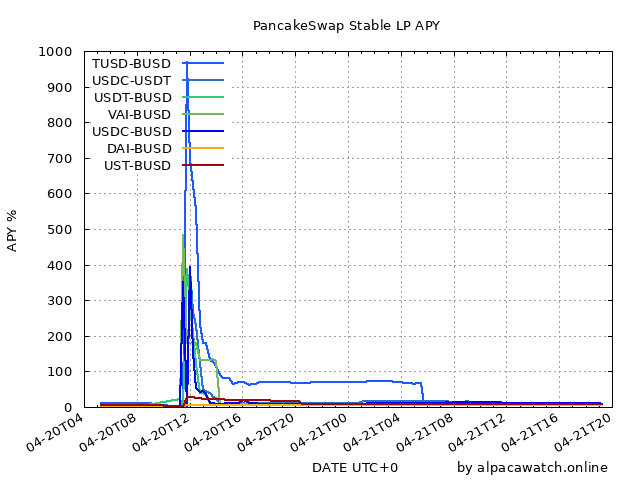 PancakeSwap Stable LP APY
1000
900
800
700
600
500
400
300
200
100
0
APY %
TUSD-BUSD
USDC-USDT
USDT-BUSD
VAI-BUSD
USDC-BUSD
DAI-BUSD
UST-BUSD
04-20T04
04-20T08
04-20T12
04-20T16
04-20T20
04-21T00
04-21T04
04-21T08
04-21T12
04-21T16
04-21T20
DATE UTC+0
by alpacawatch.online